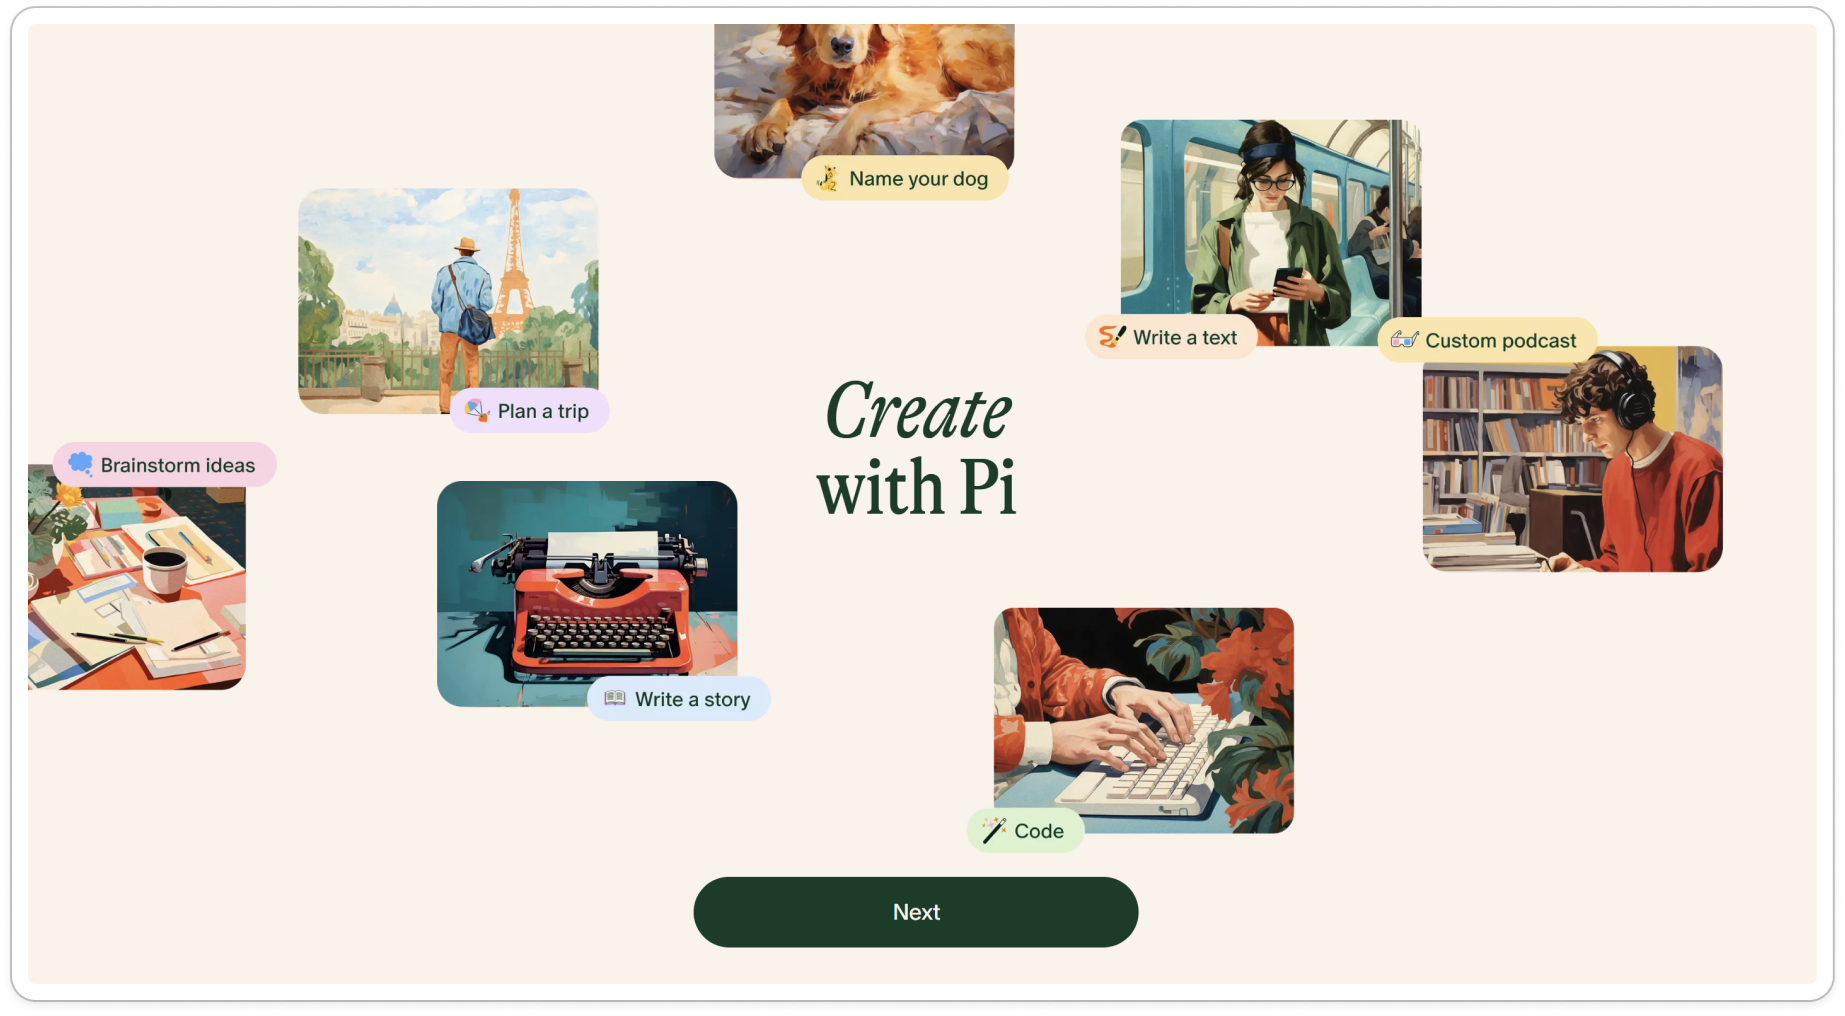 Name your dog
Write a text
Custom podcast
Plan a trip
Create
with Pi
Brainstorm ideas
Write a story
Code
Next